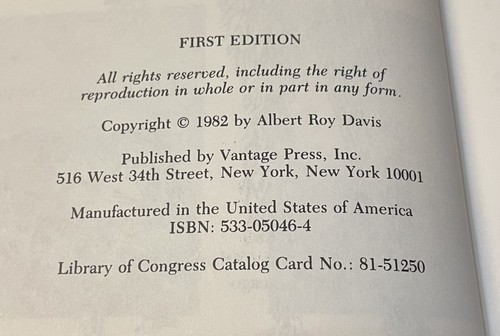 FIRST EDITION
All rights reserved, including the right of
reproduction in whole or in part in any form.
Copyright © 1982 by Albert Roy Davis
Published by Vantage Press, Inc.
516 West 34th Street, New York, New York 10001
Manufactured in the United States of America
ISBN: 533-05046-4
Library of Congress Catalog Card No.: 81-51250